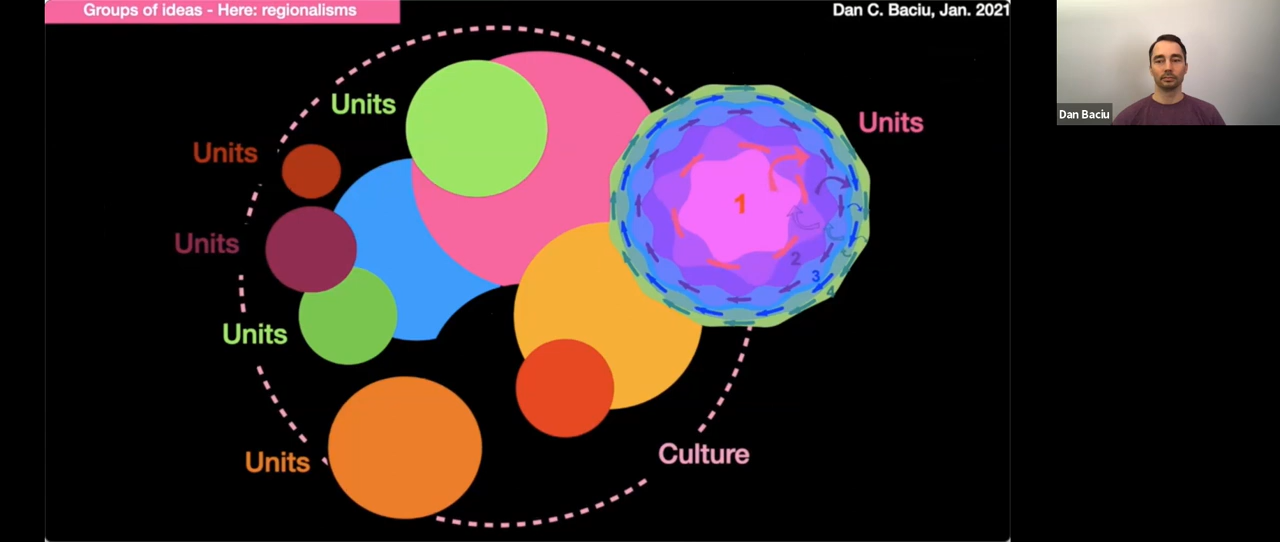 Groups of ideas - Here: regionalisms
Dan C. Baciu, Jan. 2021
Units
Units
Units
Dan Baciu
Units
1
Units
2
3
4
Units
Culture